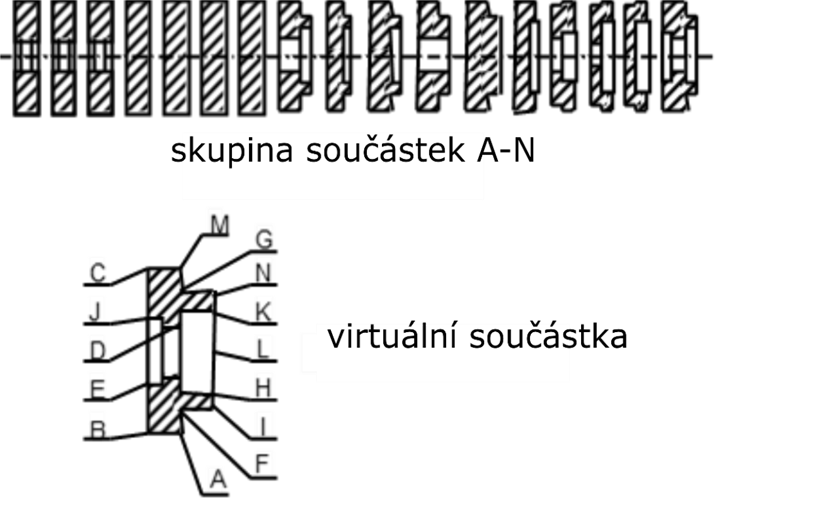 skupina součástek A-N
M
G
C
N
J
K
virtuální součástka
D
L
E
H
B
I
F
A